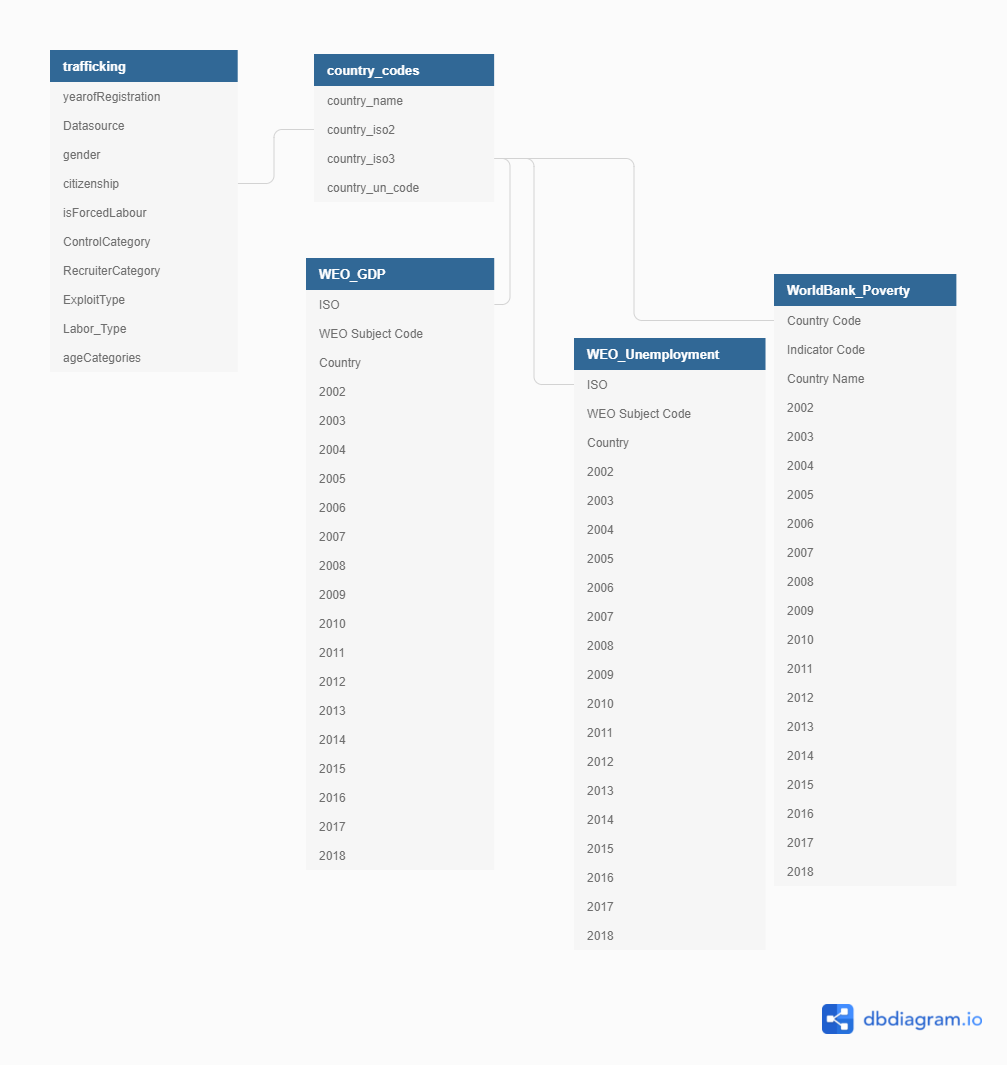 trafficking
yearofRegistration
Datasource
gender
citizenship
isForcedLabour
ControlCategory
RecruiterCategory
ExploitType
Labor_Type
ageCategories
country_codes
country_name
country_iso2
country_iso3
country_un_code
WEO_GDP
ISO
WEO Subject Code
Country
2002
2003
2004
2005
2006
2007
2008
2009
2010
2011
2012
2013
2014
2015
2016
2017
2018
WEO_Unemployment
ISO
WEO Subject Code
Country
2002
2003
2004
2005
2006
2007
2008
2009
2010
2011
2012
2013
2014
2015
2016
2017
2018
WorldBank_Poverty
Country Code
Indicator Code
Country Name
2002
2003
2004
2005
2006
2007
2008
2009
2010
2011
2012
2013
2014
2015
2016
2017
2018
dbdiagram.io